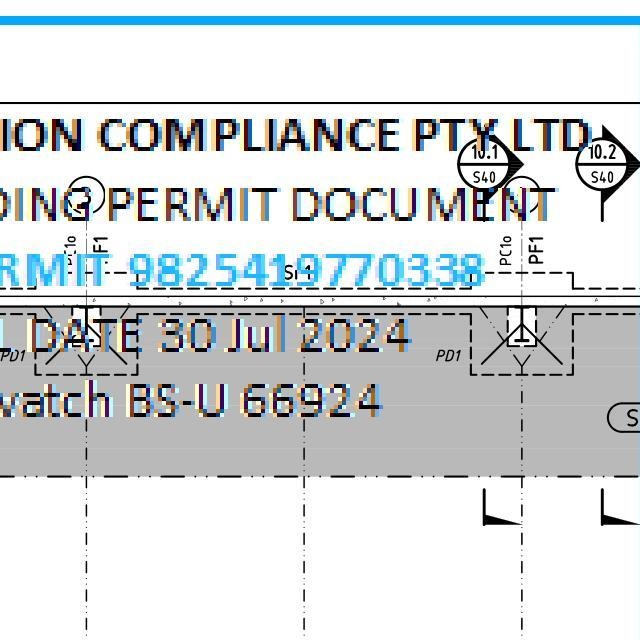 ION COMPLIANCE PTY LTD
10.1
S40
10.2
S40
DING PERMIT DOCUMENT
PC1o
PF1
PC1o
PF1
RMIT 9825419770338
SF1
L DATE 30 Jul 2024
PD1
PD1
watch BS-U 66924
S